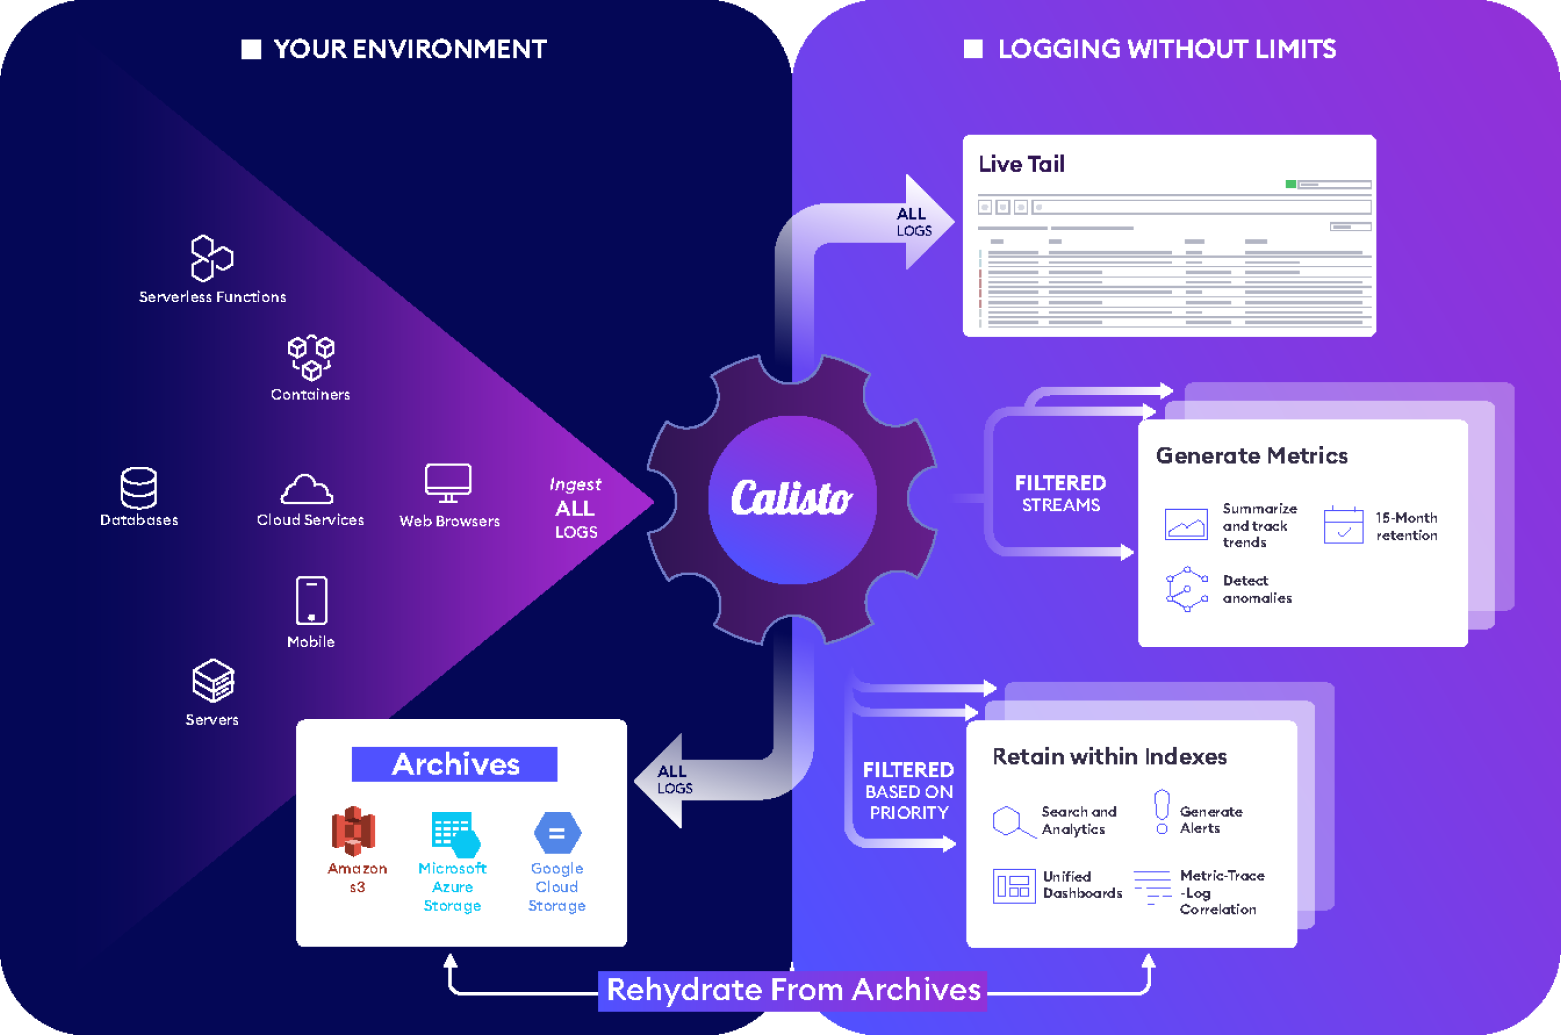 YOUR ENVIRONMENT
Serverless Functions
Containers
Databases
Cloud Services
Web Browsers
Ingest
ALL
LOGS
Mobile
Servers
Calisto
ALL
LOGS
Archives
Amazon
s3
Microsoft
Azure
Storage
Google
Cloud
Storage
LOGGING WITHOUT LIMITS
ALL
LOGS
Live Tail
FILTERED
STREAMS
Generate Metrics
Summarize
and track
trends
15-Month
retention
Detect
anomalies
FILTERED
BASED ON
PRIORITY
Retain within Indexes
Search and
Analytics
Generate
Alerts
Unified
Dashboards
Metric-Trace
-Log
Correlation
Rehydrate From Archives